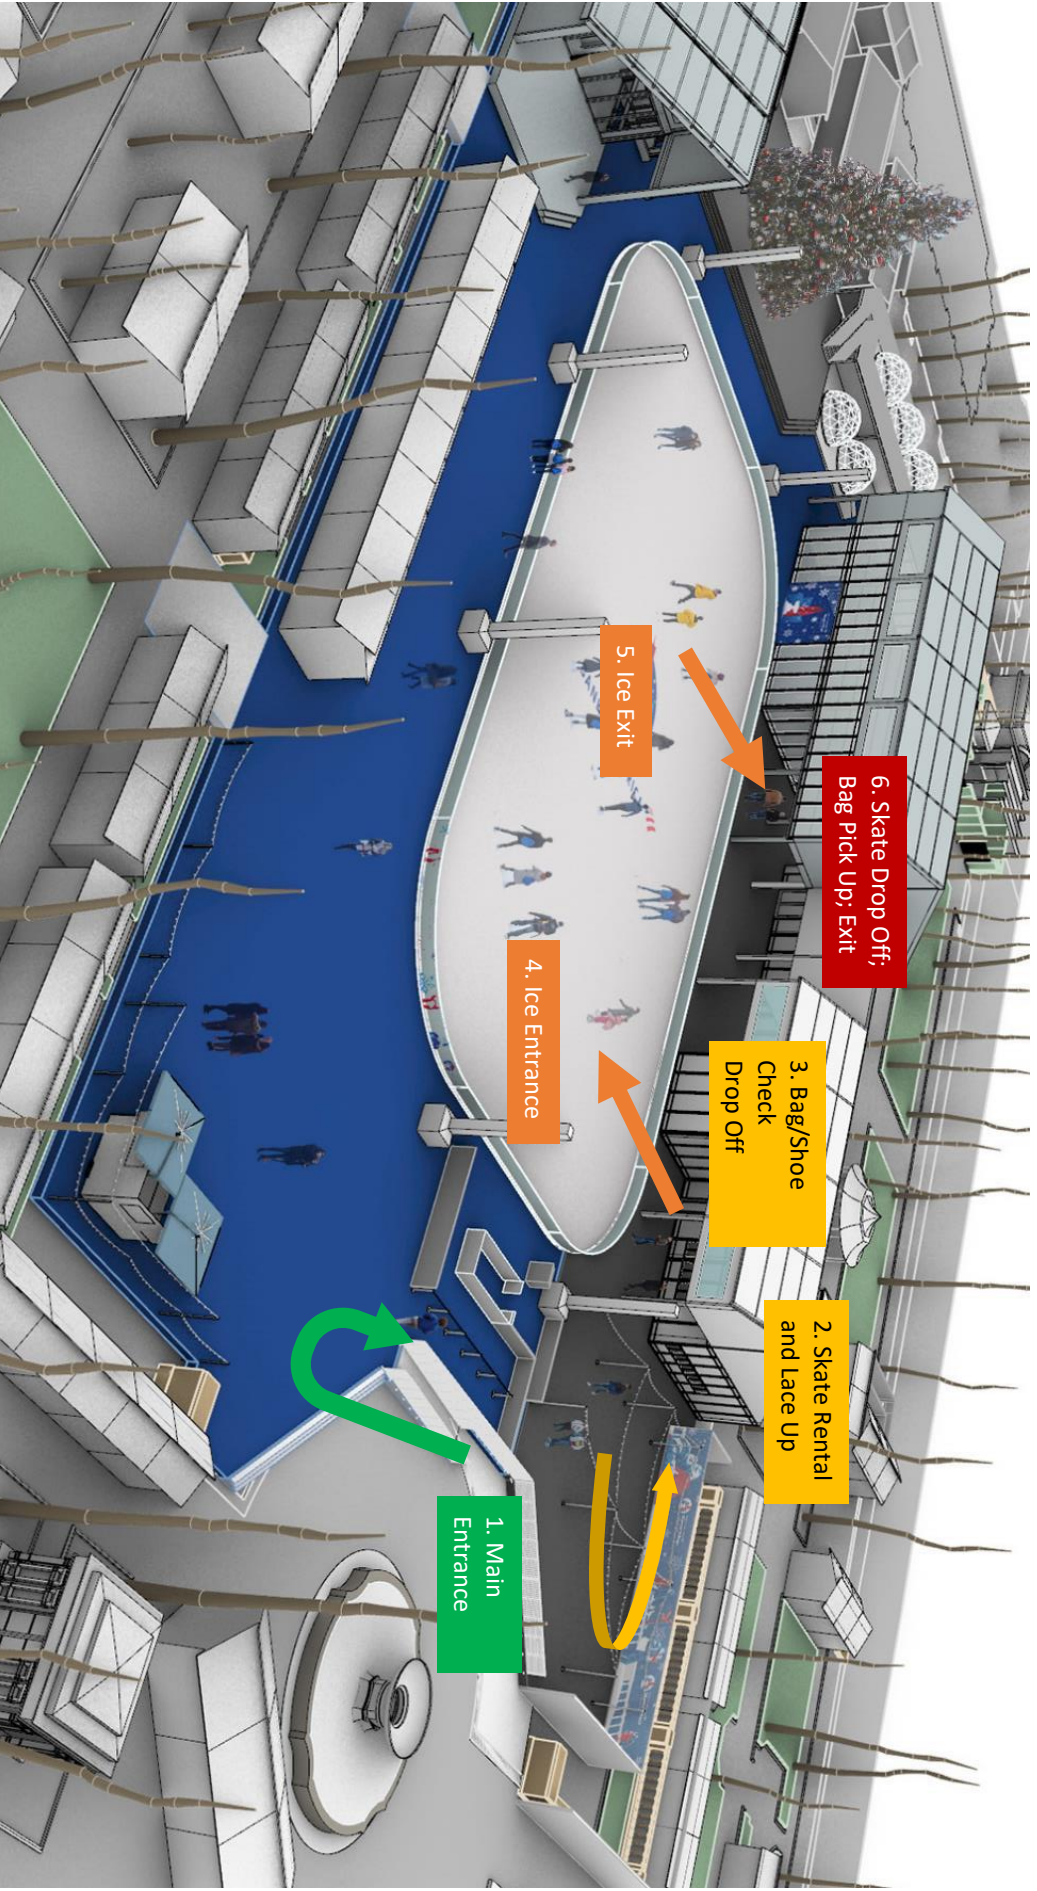 1. Main
Entrance
2. Skate Rental
and Lace Up
3. Bag/Shoe
Check
Drop Off
4. Ice Entrance
5. Ice Exit
6. Skate Drop Off;
Bag Pick Up; Exit